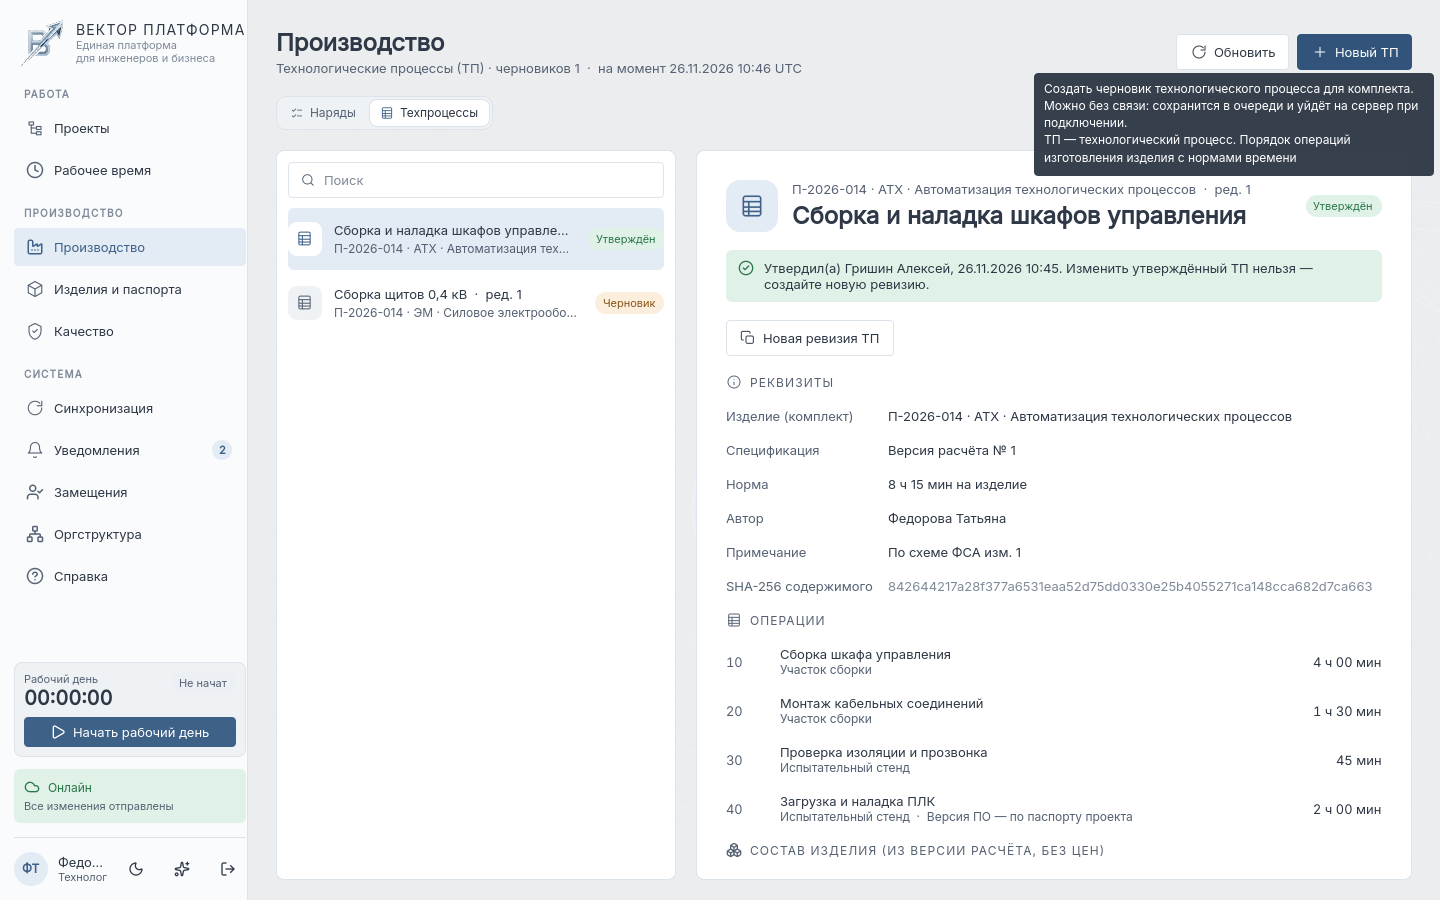 ВЕКТОР ПЛАТФОРМА
Единая платформа
для инженеров и бизнеса
РАБОТА
Проекты
Рабочее время
ПРОИЗВОДСТВО
Производство
Изделия и паспорта
Качество
СИСТЕМА
Синхронизация
Уведомления
2
Замещения
Оргструктура
Справка
Рабочий день
00:00:00
Не начат
Начать рабочий день
Онлайн
Все изменения отправлены
ФТ
Федо...
Технолог
Производство
Технологические процессы (ТП) · черновиков 1 · на момент 26.11.2026 10:46 UTC
Обновить
Новый ТП
Создать черновик технологического процесса для комплекта.
Можно без связи: сохранится в очереди и уйдёт на сервер при
подключении.
ТП — технологический процесс. Порядок операций
изготовления изделия с нормами времени
Наряды
Техпроцессы
Поиск
Сборка и наладка шкафов управле...
П-2026-014 · АТХ · Автоматизация тех...
Утверждён
Сборка щитов 0,4 кВ · ред. 1
П-2026-014 · ЭМ · Силовое электрообо...
Черновик
П-2026-014 · АТХ · Автоматизация технологических процессов · ред. 1
Сборка и наладка шкафов управления
Утверждён
Утвердил(а) Гришин Алексей, 26.11.2026 10:45. Изменить утверждённый ТП нельзя —
создайте новую ревизию.
Новая ревизия ТП
РЕКВИЗИТЫ
Изделие (комплект) П-2026-014 · АТХ · Автоматизация технологических процессов
Спецификация Версия расчёта № 1
Норма 8 ч 15 мин на изделие
Автор Федорова Татьяна
Примечание По схеме ФСА изм. 1
SHA-256 содержимого 842644217a28f377a6531eaa52d75dd0330e25b4055271ca148cca682d7ca663
ОПЕРАЦИИ
10 Сборка шкафа управления 4 ч 00 мин
Участок сборки
20 Монтаж кабельных соединений 1 ч 30 мин
Участок сборки
30 Проверка изоляции и прозвонка 45 мин
Испытательный стенд
40 Загрузка и наладка ПЛК 2 ч 00 мин
Испытательный стенд · Версия ПО — по паспорту проекта
СОСТАВ ИЗДЕЛИЯ (ИЗ ВЕРСИИ РАСЧЁТА, БЕЗ ЦЕН)